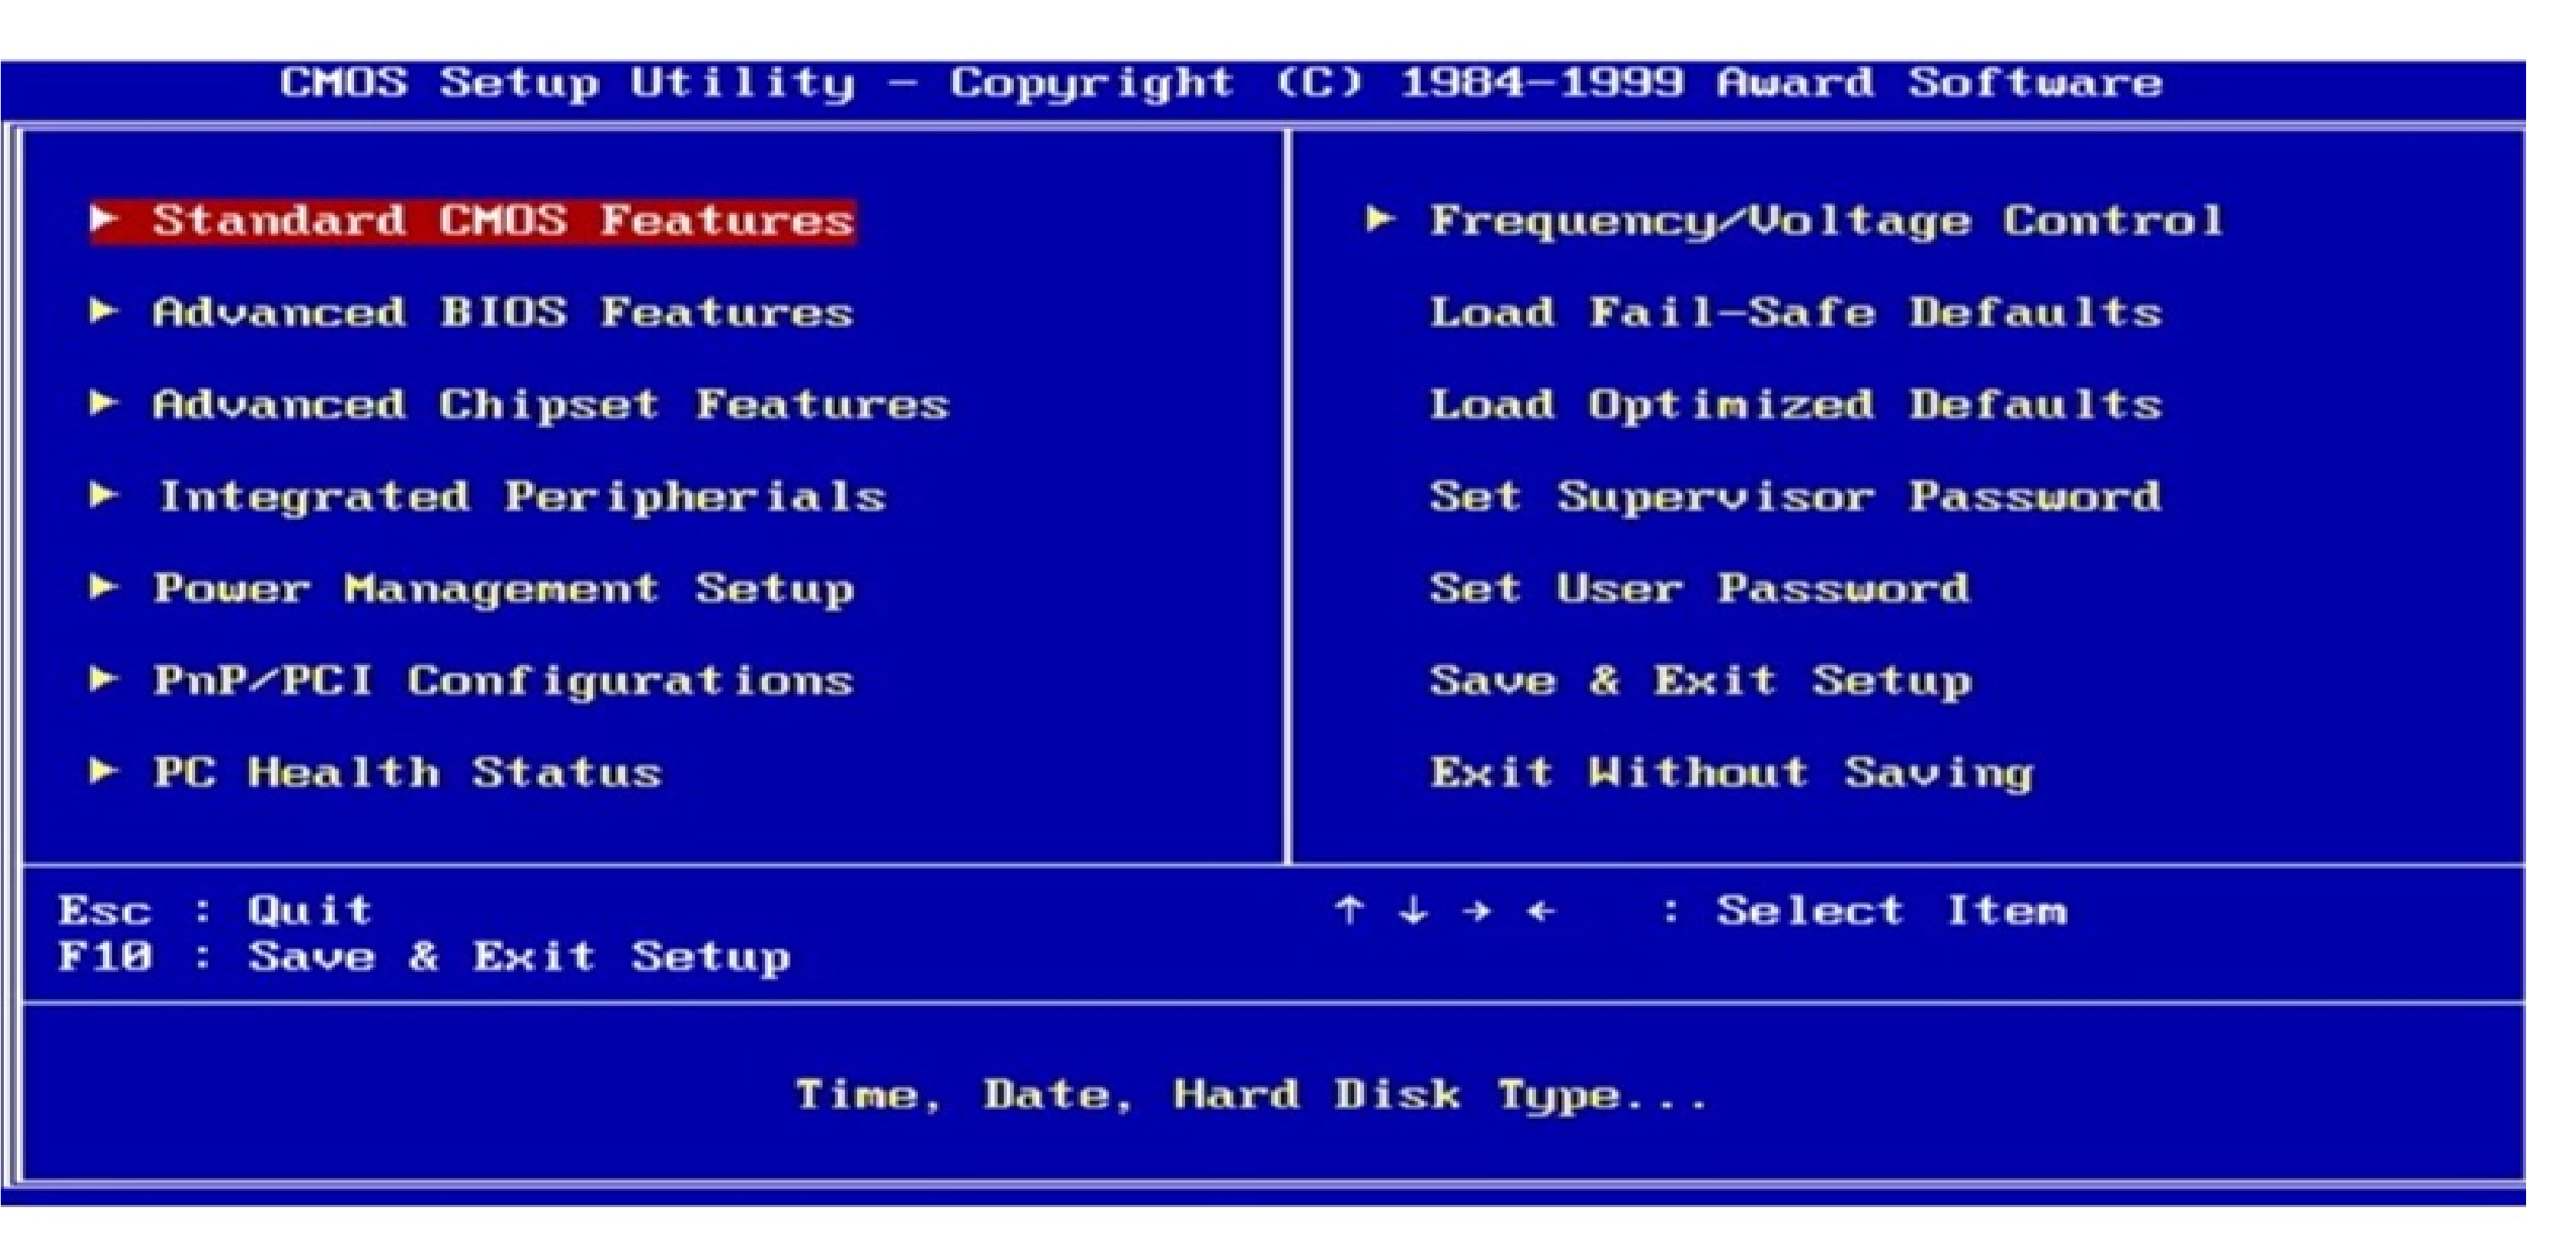 CMOS Setup Utility - Copyright (C) 1984-1999 Award Software
► Standard CMOS Features
► Advanced BIOS Features
► Advanced Chipset Features
► Integrated Peripherials
► Power Management Setup
► PnP/PCI Configurations
► PC Health Status
► Frequency/Voltage Control
Load Fail-Safe Defaults
Load Optimized Defaults
Set Supervisor Password
Set User Password
Save & Exit Setup
Exit Without Saving
Esc : Quit
F10 : Save & Exit Setup
↑ ↓ → ← : Select Item
Time, Date, Hard Disk Type...